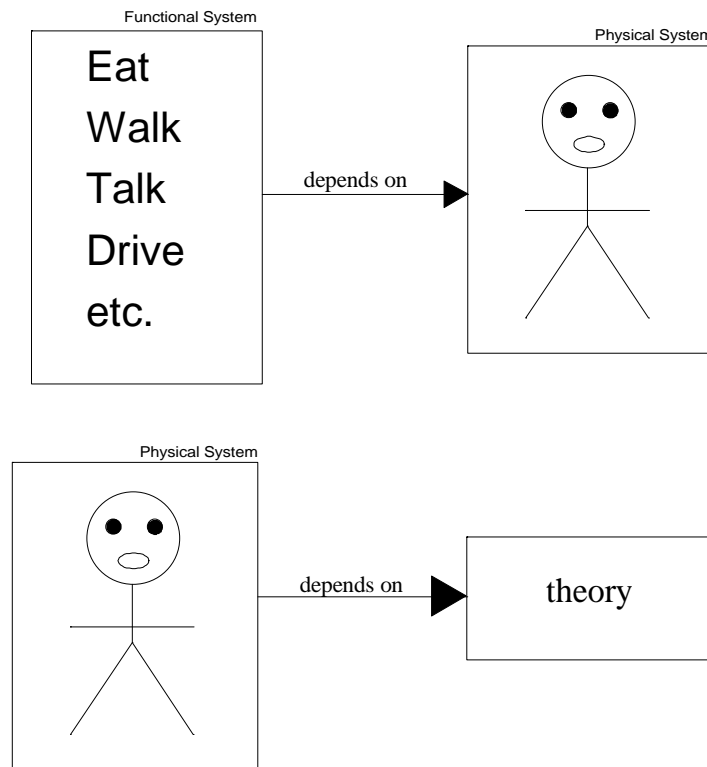 Functional System
Physical System
Eat
Walk
Talk
Drive
etc.
depends on
Physical System
depends on
theory